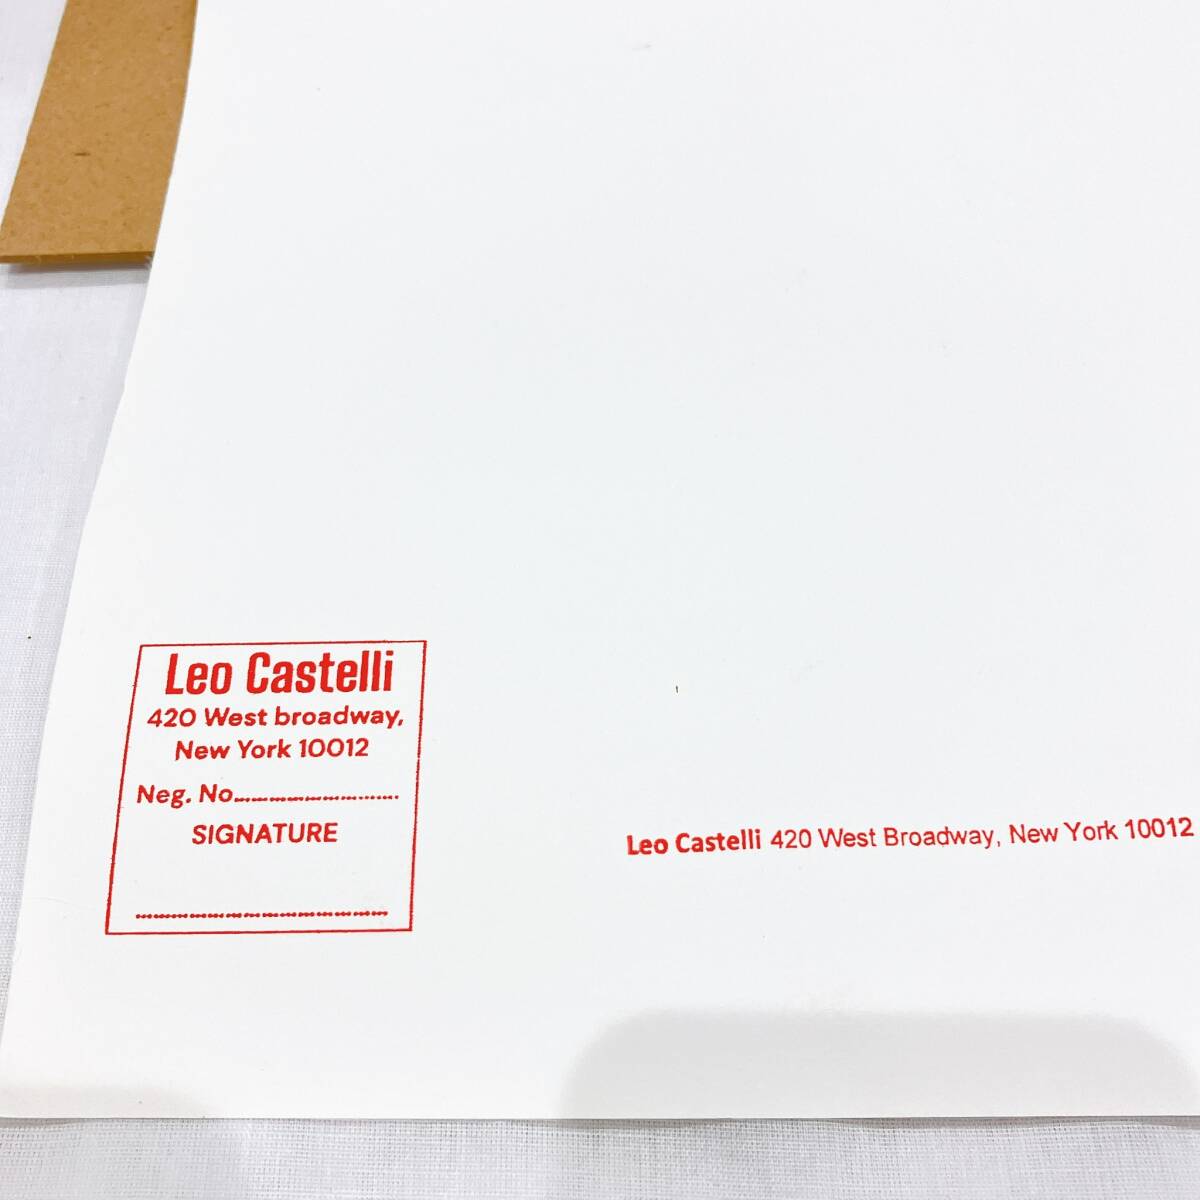 Leo Castelli
420 West broadway,
New York 10012
Neg. No..............................
SIGNATURE
Leo Castelli 420 West Broadway, New York 10012